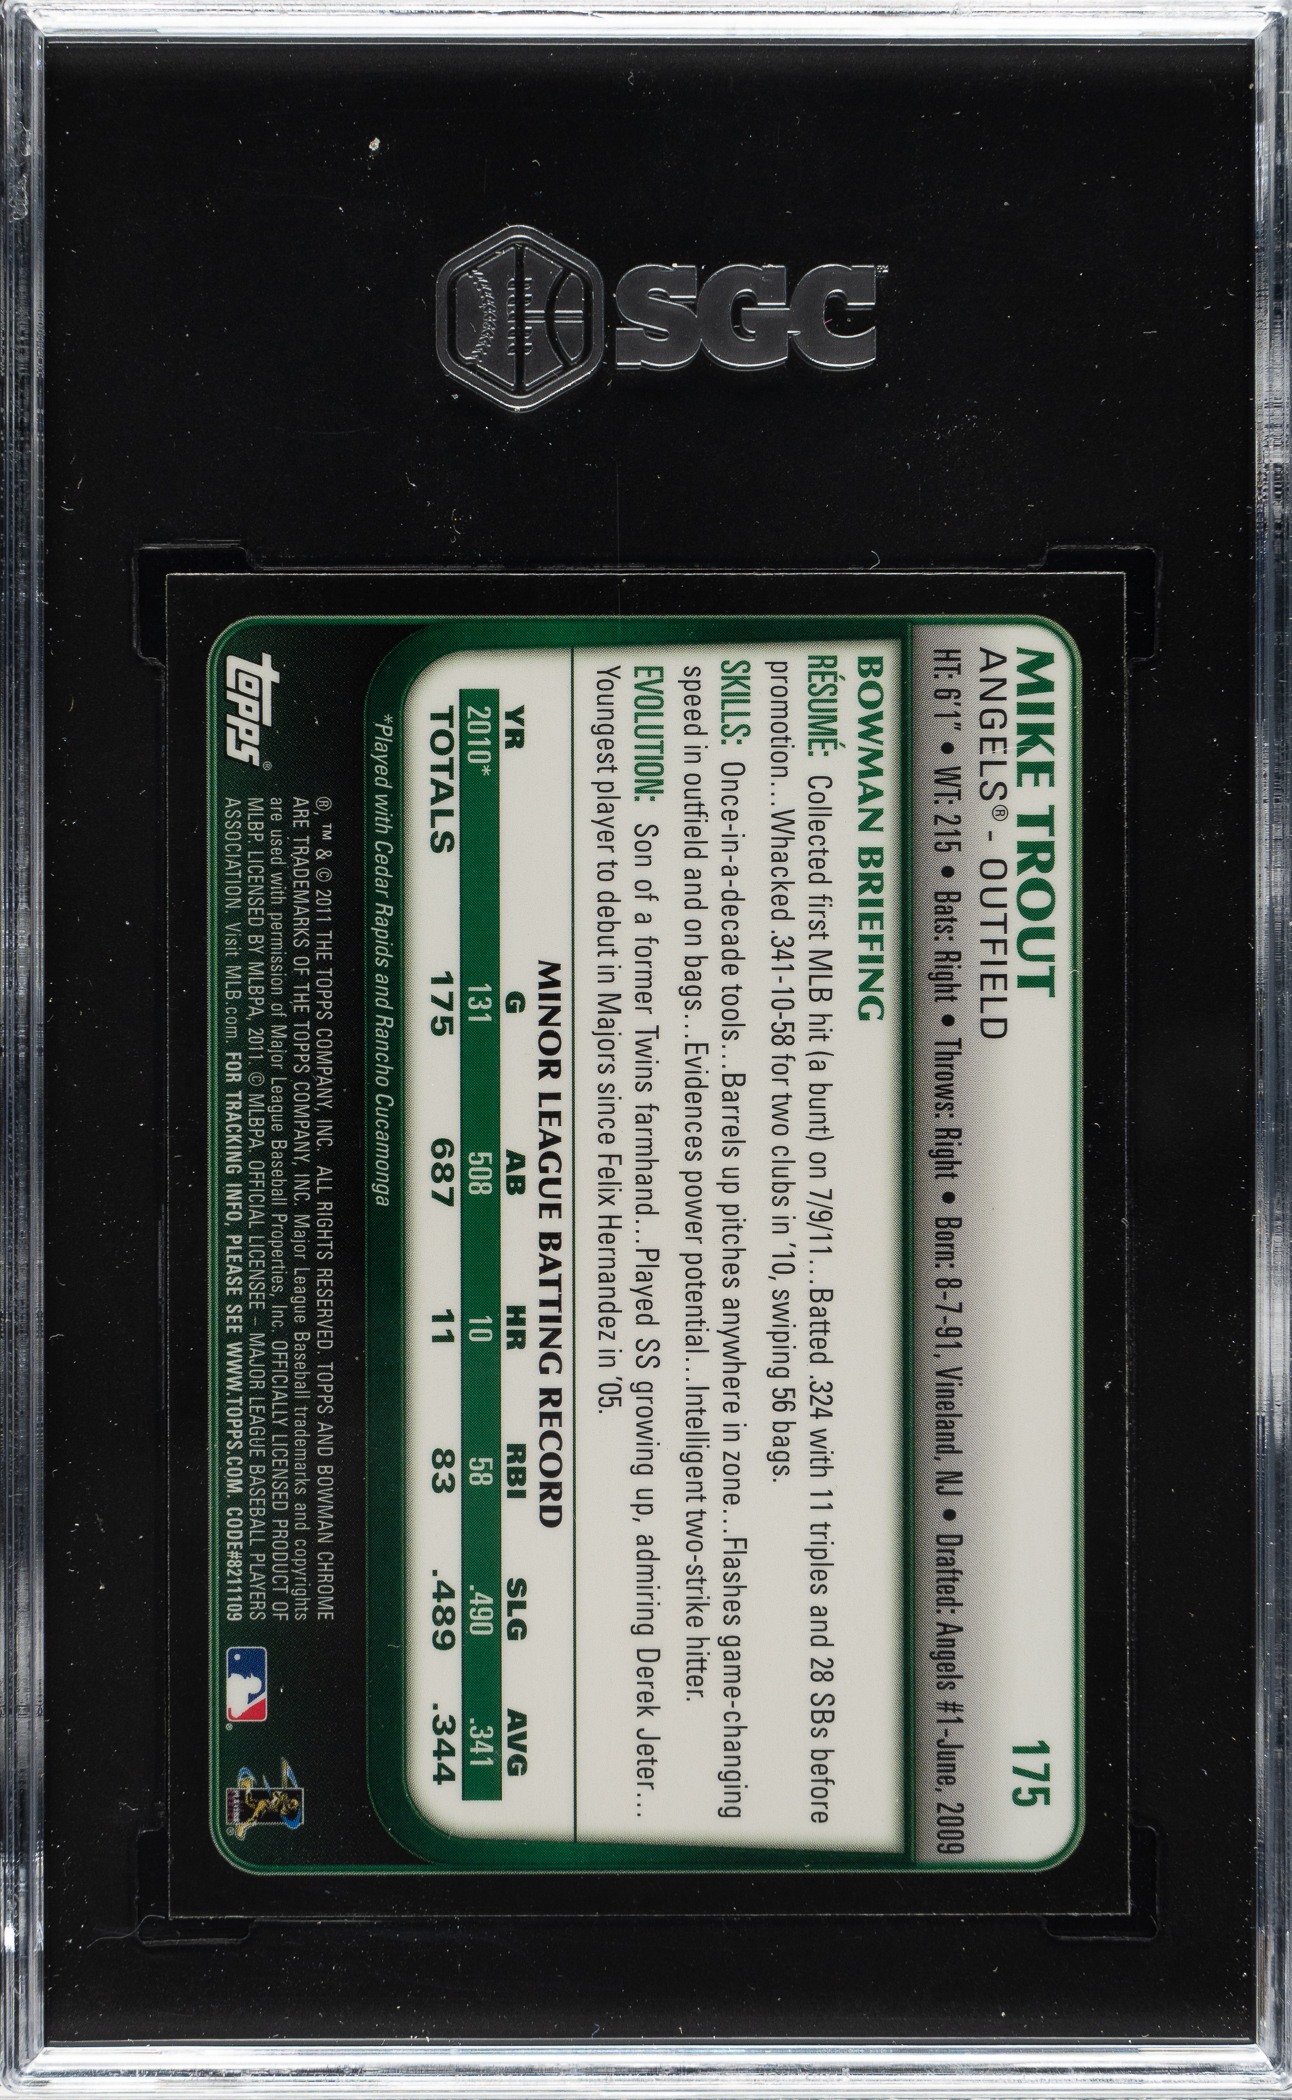 SGC
MIKE TROUT
175
ANGELS® - OUTFIELD
HT: 6'1" • WT: 215 • Bats: Right • Throws: Right • Born: 8-7-91, Vineland, NJ • Drafted: Angels #1-June, 2009
BOWMAN BRIEFING
RÉSUMÉ: Collected first MLB hit (a bunt) on 7/9/11...Batted .324 with 11 triples and 28 SBs before
promotion...Whacked .341-10-58 for two clubs in '10, swiping 56 bags.
SKILLS: Once-in-a-decade tools...Barrels up pitches anywhere in zone...Flashes game-changing
speed in outfield and on bags...Evidences power potential...Intelligent two-strike hitter.
EVOLUTION: Son of a former Twins farmhand...Played SS growing up, admiring Derek Jeter...
Youngest player to debut in Majors since Felix Hernandez in '05.
MINOR LEAGUE BATTING RECORD
YR G AB HR RBI SLG AVG
2010* 131 508 10 58 .490 .341
TOTALS 175 687 11 83 .489 .344
*Played with Cedar Rapids and Rancho Cucamonga
topps®
®, ™ & © 2011 THE TOPPS COMPANY, INC. ALL RIGHTS RESERVED. TOPPS AND BOWMAN CHROME
ARE TRADEMARKS OF THE TOPPS COMPANY, INC. Major League Baseball trademarks and copyrights
are used with permission of Major League Baseball Properties, Inc. OFFICIALLY LICENSED PRODUCT OF
MLBP. LICENSED BY MLBPA, 2011 © MLBPA. OFFICIAL LICENSEE – MAJOR LEAGUE BASEBALL PLAYERS
ASSOCIATION. Visit MLB.com. FOR TRACKING INFO, PLEASE SEE WWW.TOPPS.COM. CODE#8211109
PLAYERS